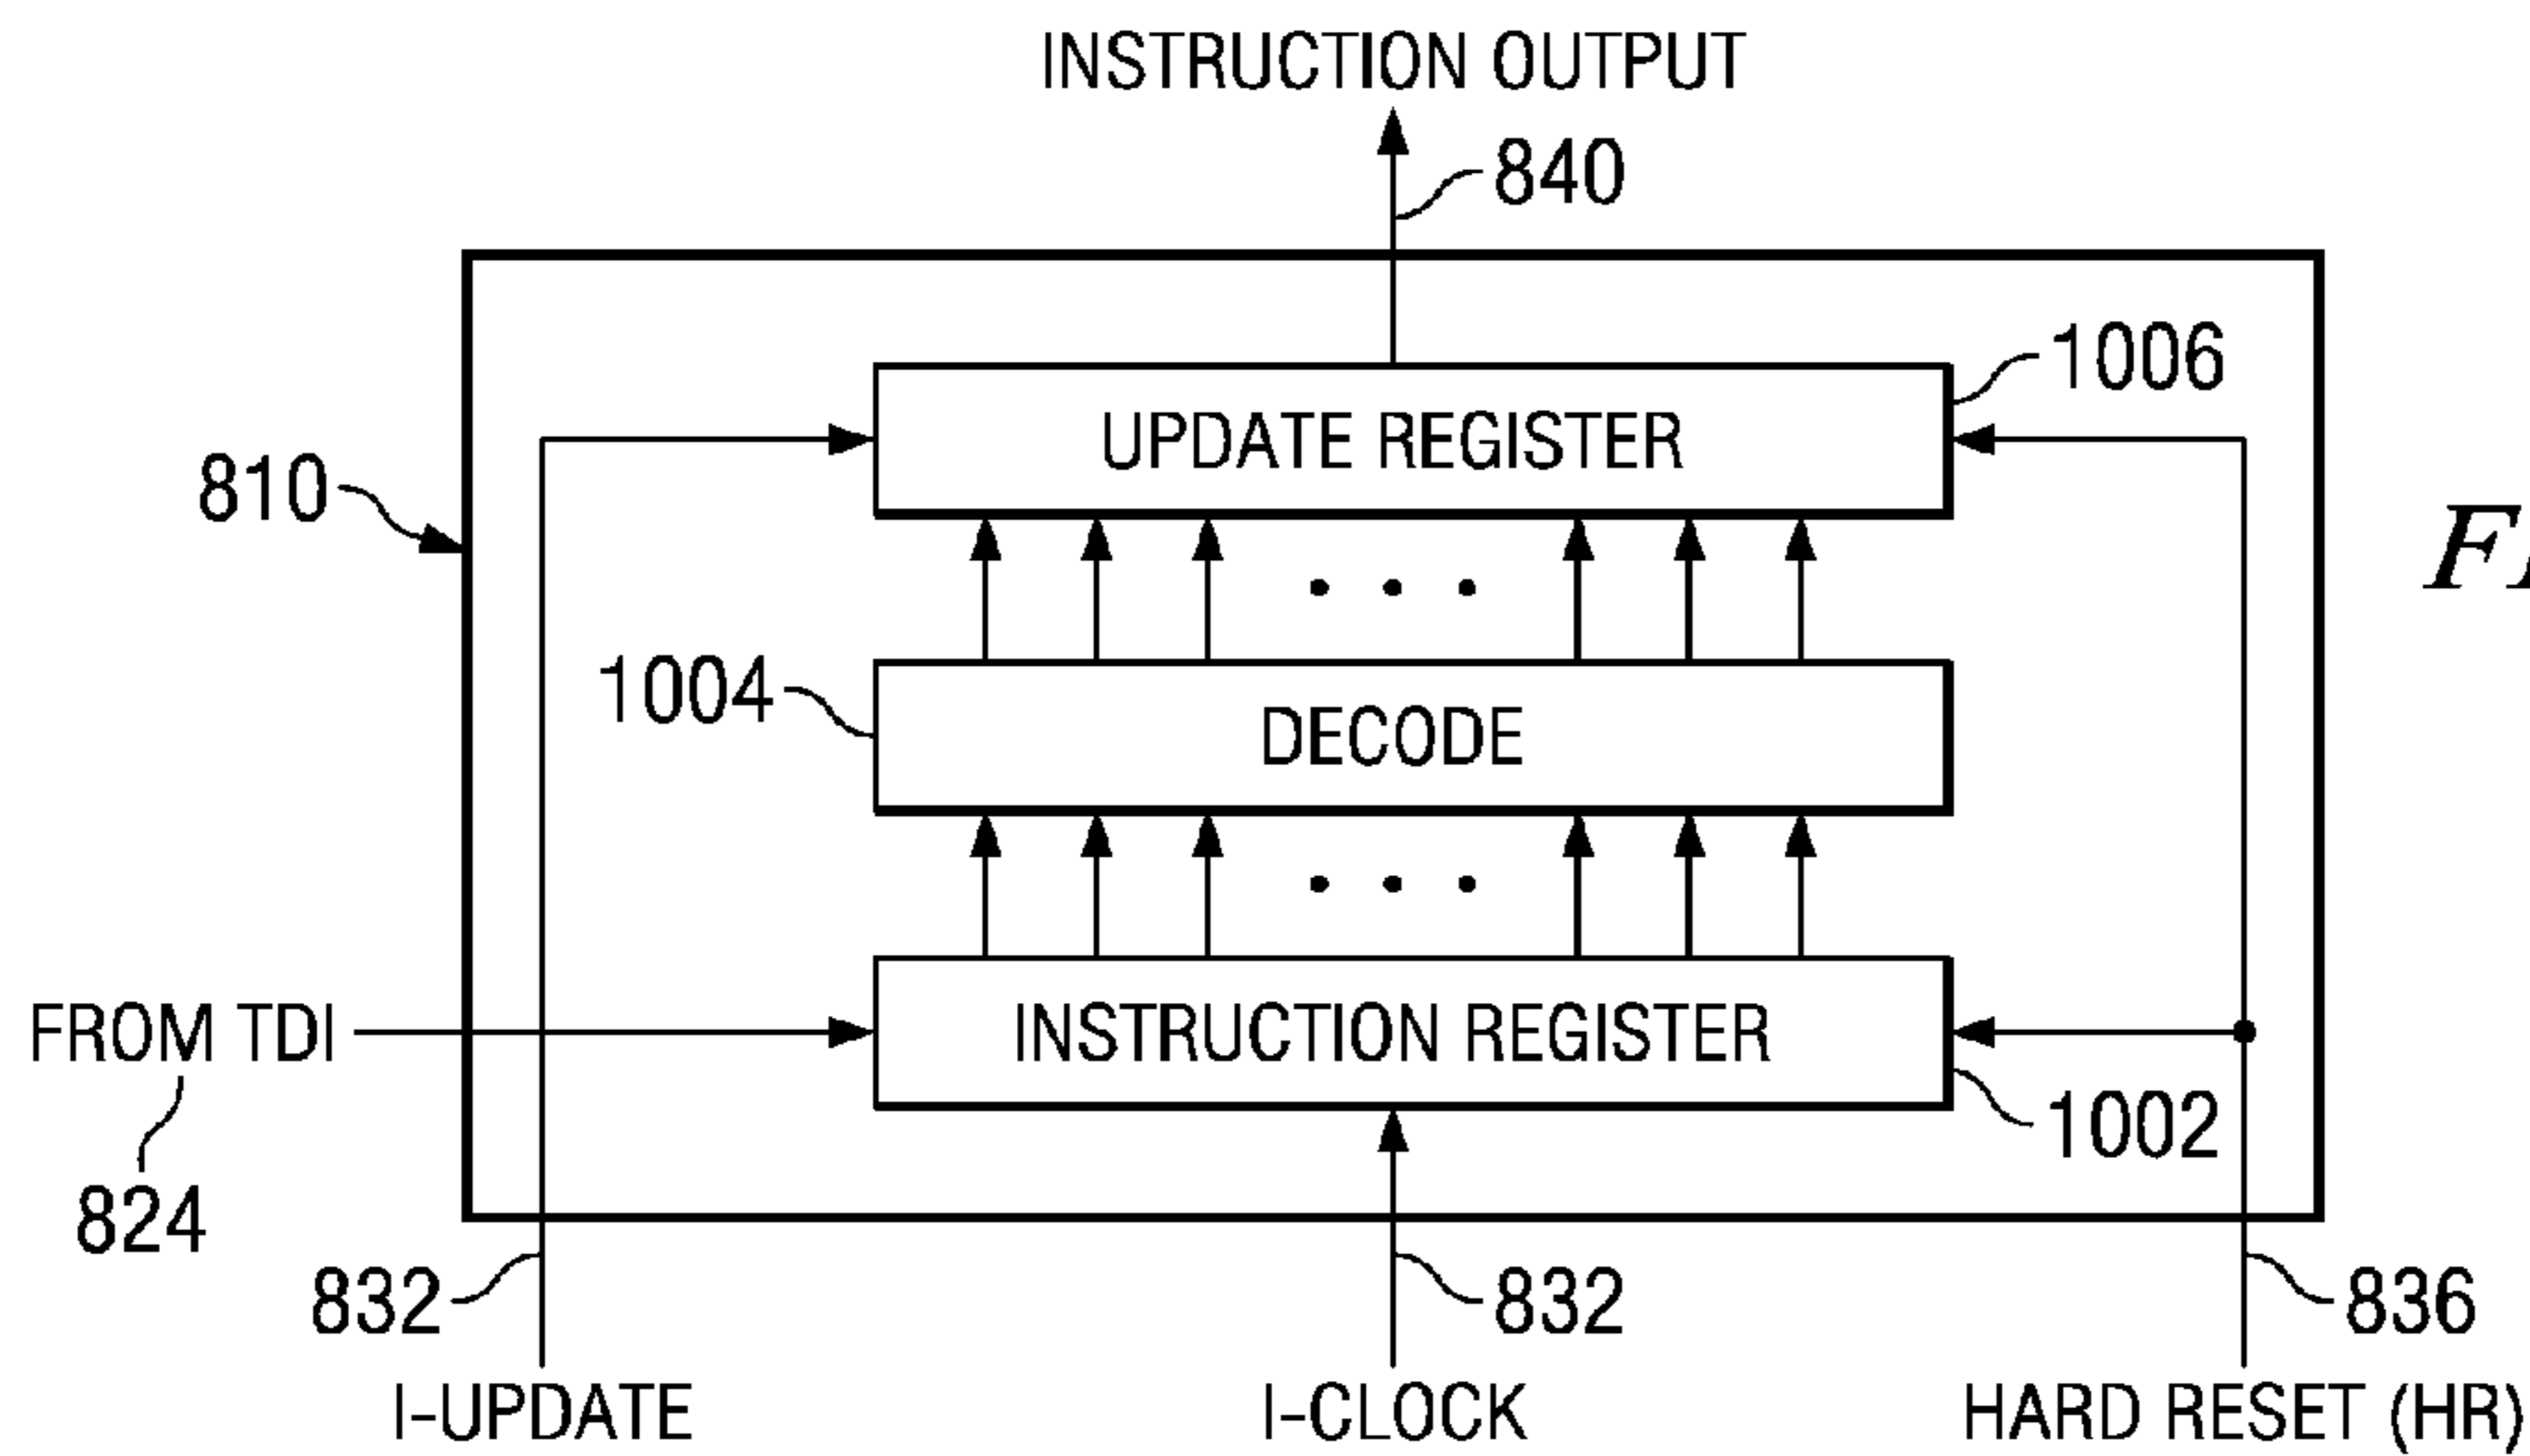 INSTRUCTION OUTPUT
840
1006
UPDATE REGISTER
810
1004
DECODE
FROM TDI
INSTRUCTION REGISTER
1002
824
832
832
836
I-UPDATE
I-CLOCK
HARD RESET (HR)